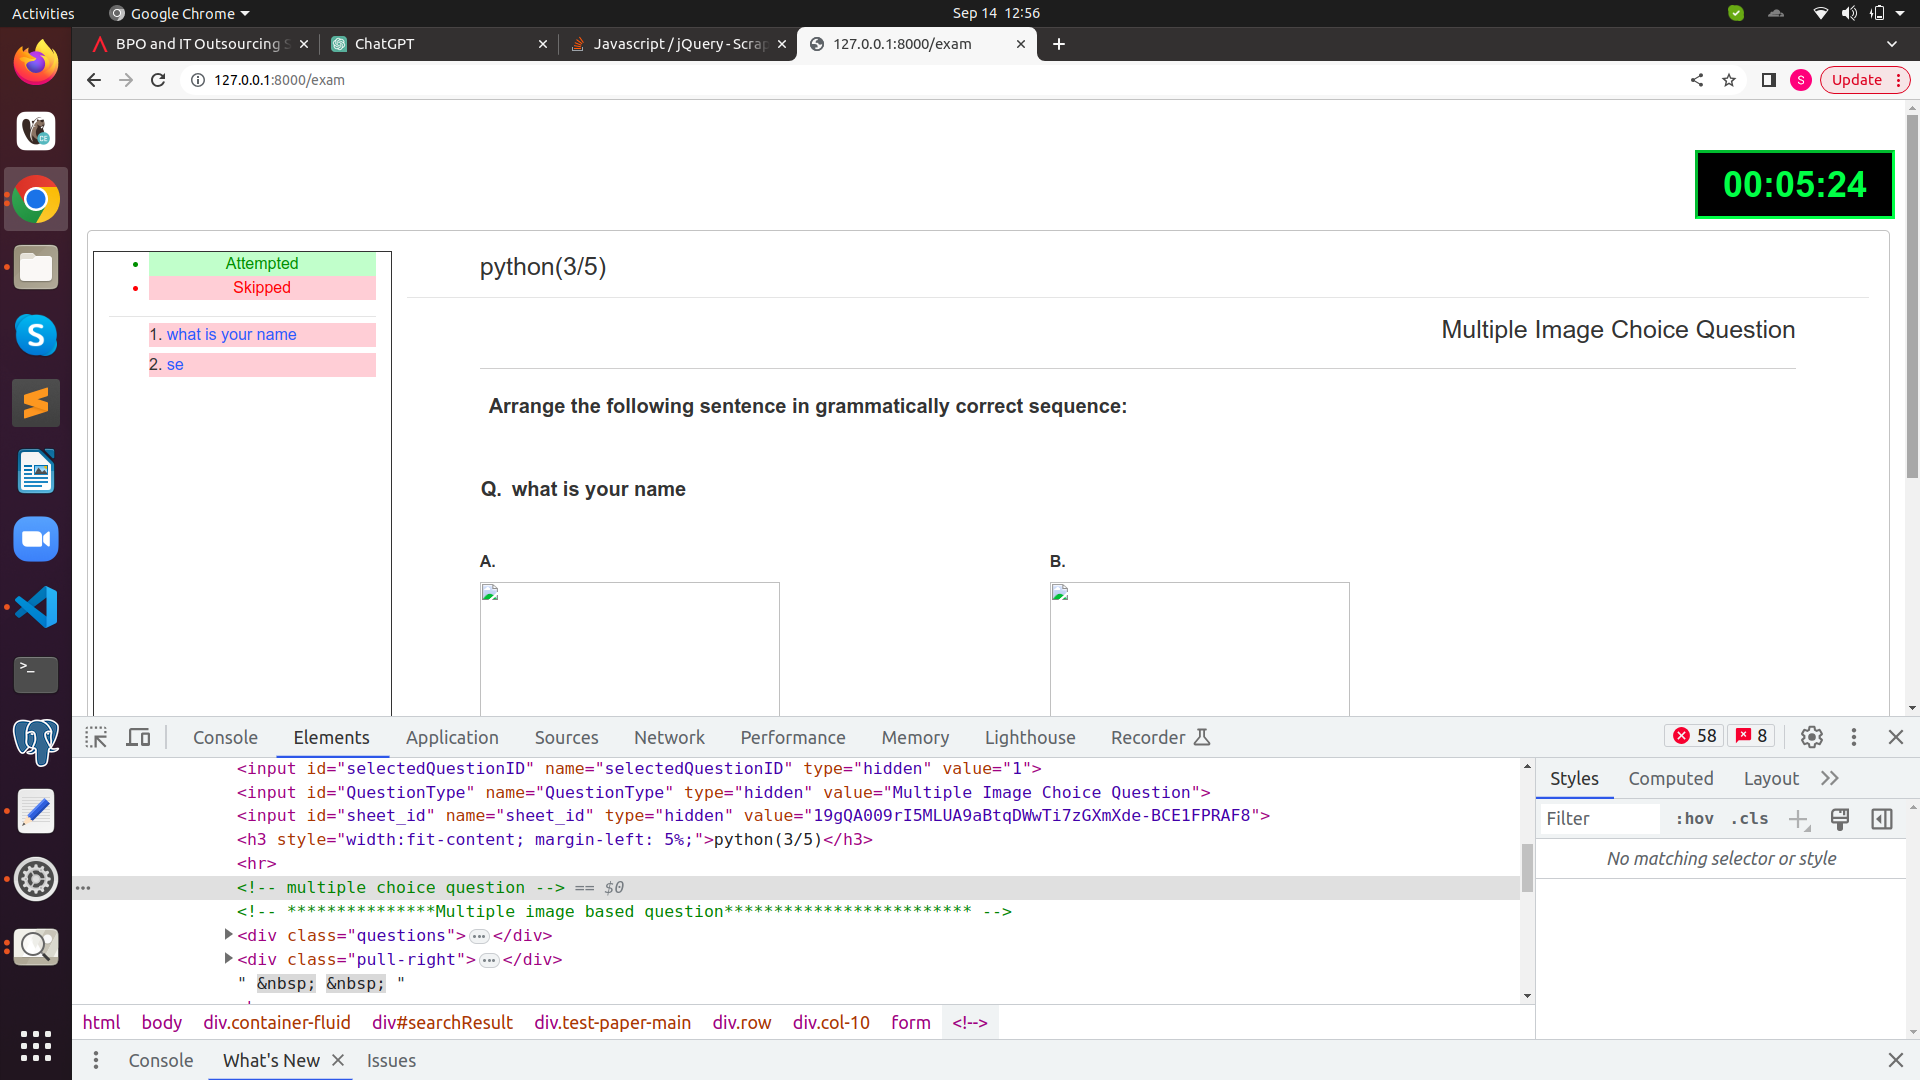 Activities
Google Chrome
Sep 14 12:56
BPO and IT Outsourcing S
ChatGPT
Javascript / jQuery - Scrap
127.0.0.1:8000/exam
127.0.0.1:8000/exam
S
Update
00:05:24
Attempted
Skipped
1. what is your name
2. se
python(3/5)
Multiple Image Choice Question
Arrange the following sentence in grammatically correct sequence:
Q. what is your name
A.
B.
Console
Elements
Application
Sources
Network
Performance
Memory
Lighthouse
Recorder
58
8
<input id="selectedQuestionID" name="selectedQuestionID" type="hidden" value="1">
<input id="QuestionType" name="QuestionType" type="hidden" value="Multiple Image Choice Question">
<input id="sheet_id" name="sheet_id" type="hidden" value="19gQA009rI5MLUA9aBtqDWwTi7zGXmXde-BCE1FPRAF8">
<h3 style="width:fit-content; margin-left: 5%;">python(3/5)</h3>
<hr>
<!-- multiple choice question --> == $0
<!-- ***************Multiple image based question************************* -->
<div class="questions">…</div>
<div class="pull-right">…</div>
" &nbsp; &nbsp; "
Styles
Computed
Layout
Filter
:hov
.cls
No matching selector or style
html
body
div.container-fluid
div#searchResult
div.test-paper-main
div.row
div.col-10
form
<!-->
Console
What's New
Issues